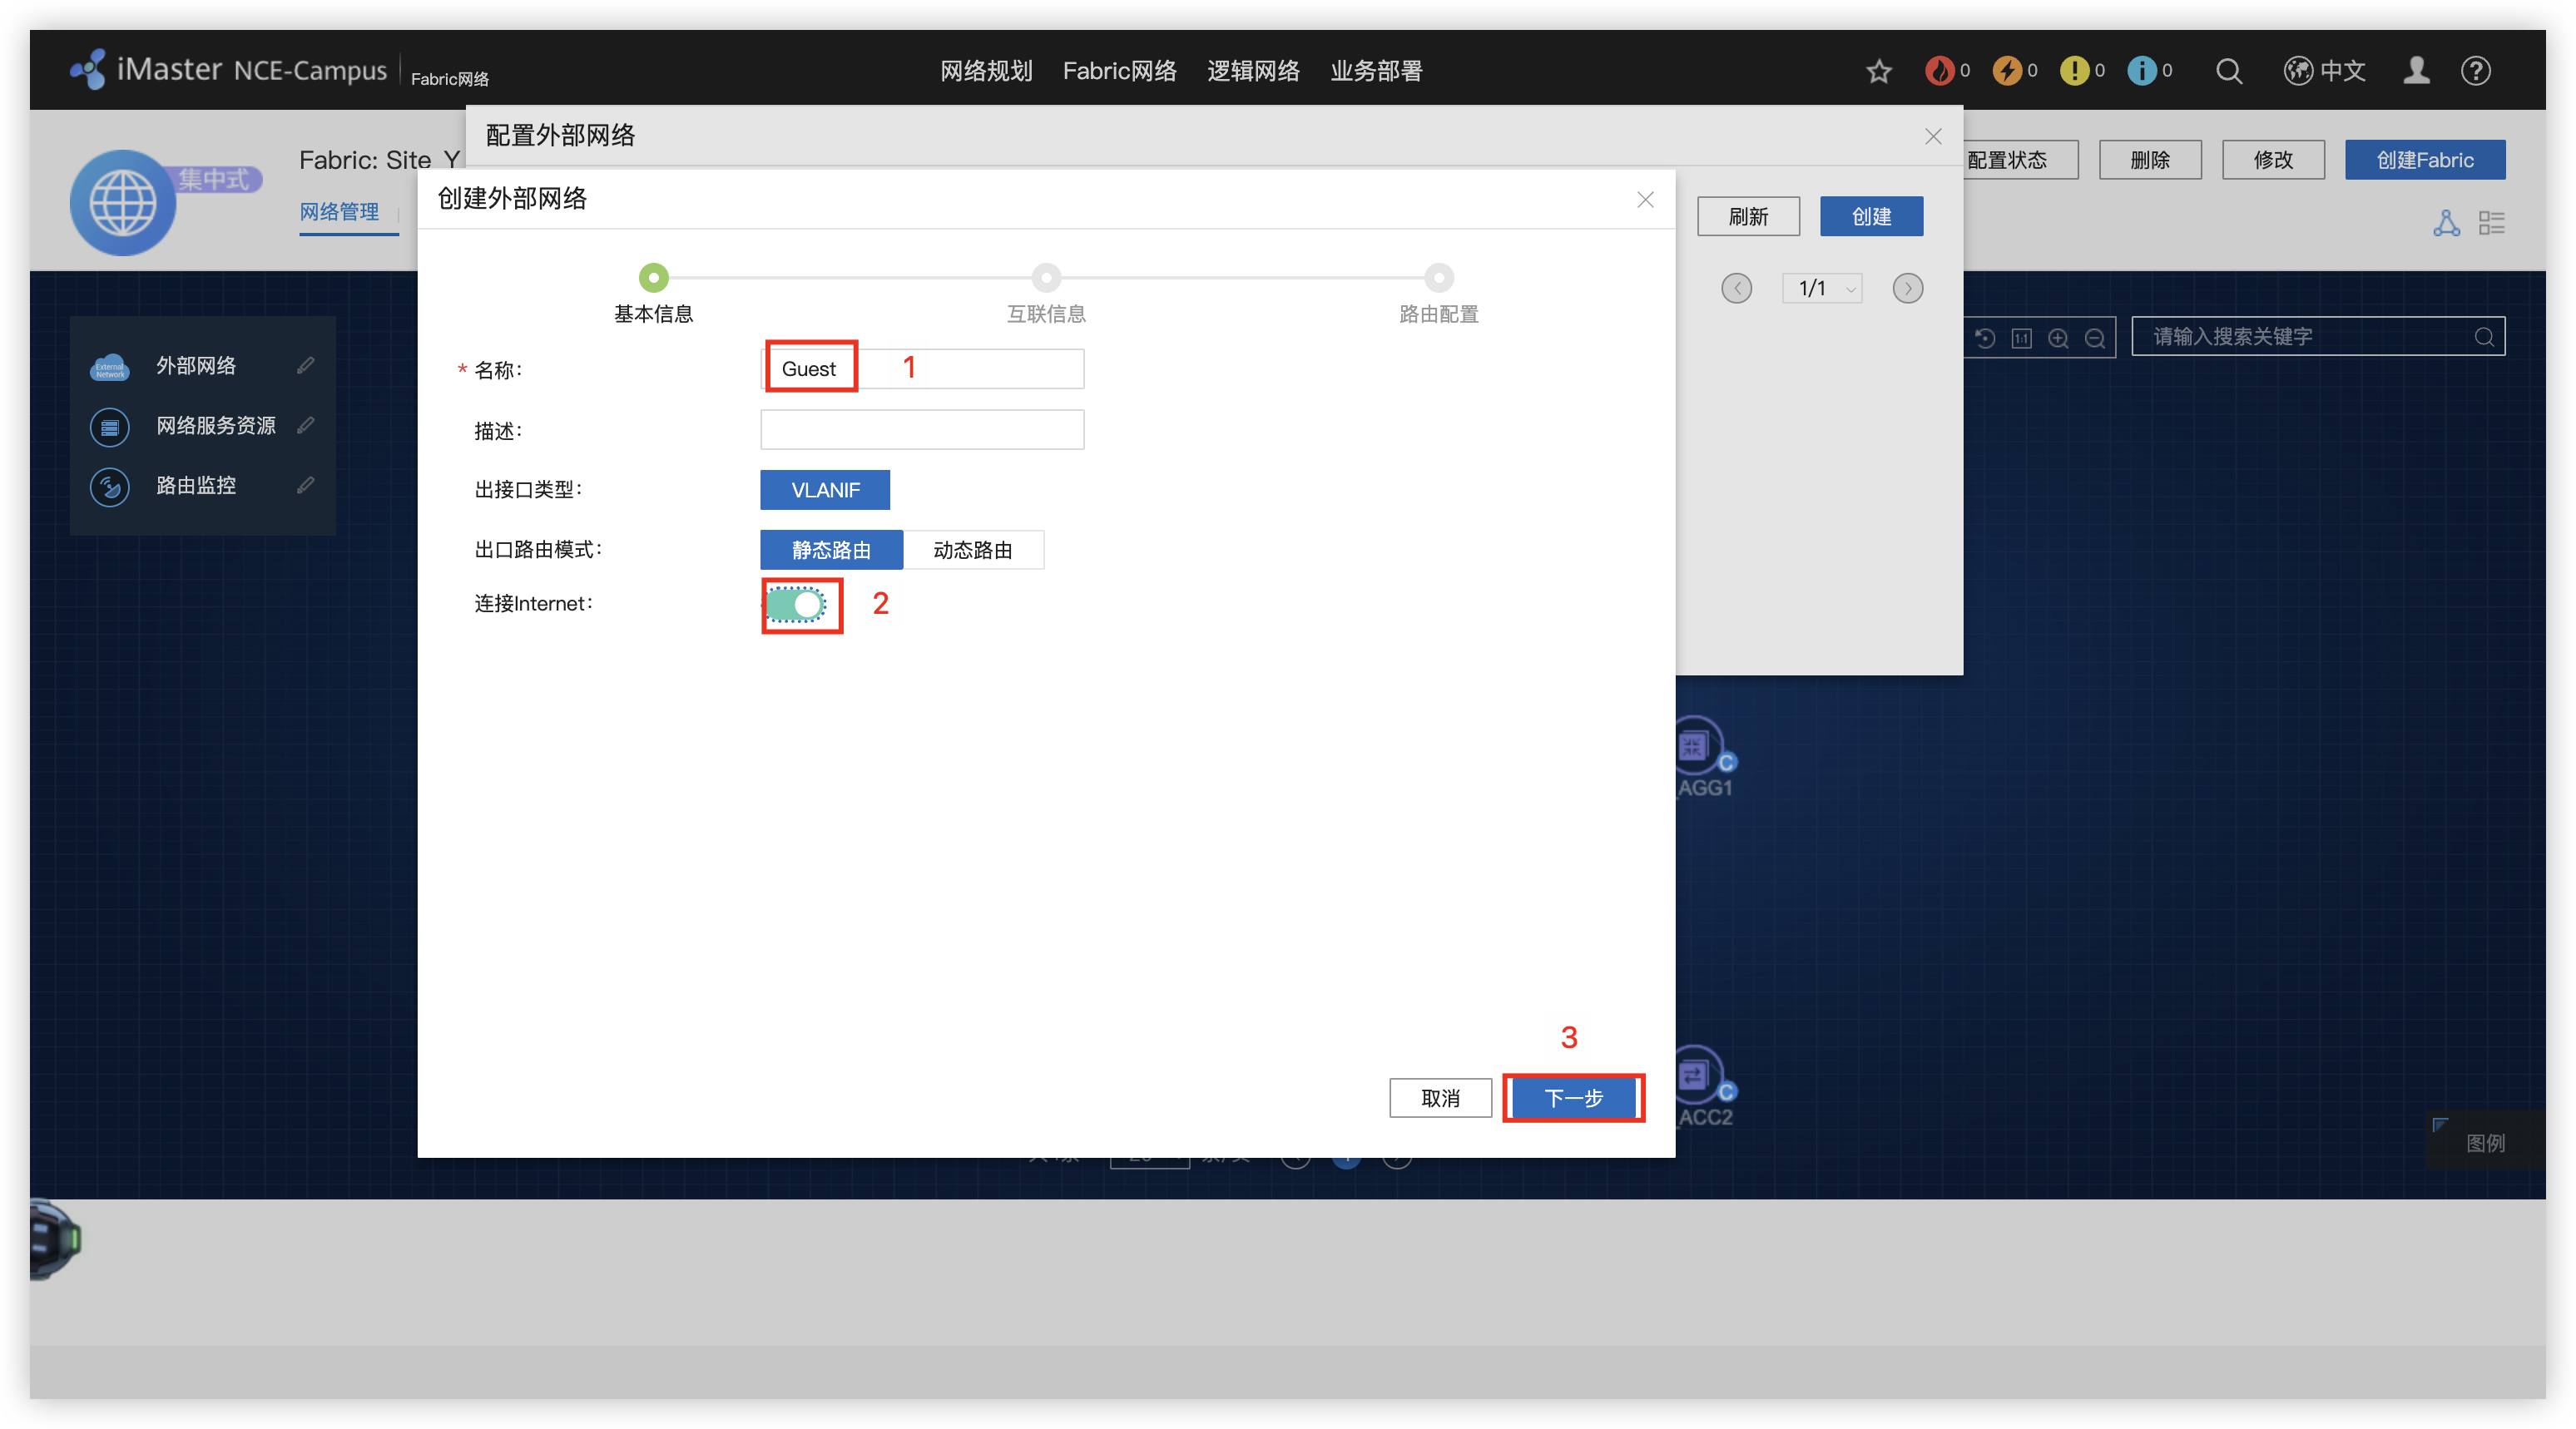 iMaster NCE-Campus | Fabric网络
网络规划 Fabric网络 逻辑网络 业务部署
0 0 0 0 中文
配置外部网络
集中式
Fabric: Site_Y
网络管理
配置状态 删除 修改 创建Fabric
创建外部网络
刷新 创建
1/1
基本信息 互联信息 路由配置
1:1
请输入搜索关键字
External Network
外部网络
网络服务资源
路由监控
* 名称: Guest 1
描述:
出接口类型: VLANIF
出口路由模式: 静态路由 动态路由
连接Internet: 2
C
AGG1
3
取消 下一步
C
ACC2
图例